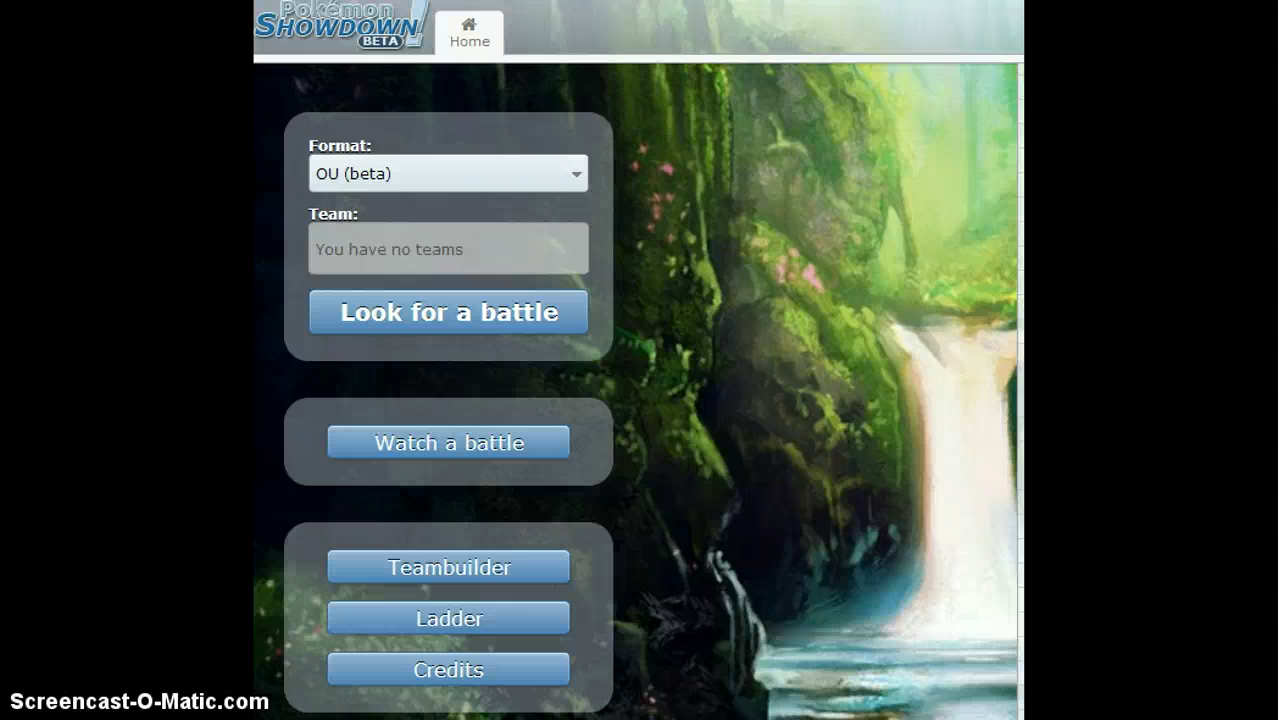 Pokémon
SHOWDOWN!
BETA
Home
Format:
OU (beta)
Team:
You have no teams
Look for a battle
Watch a battle
Teambuilder
Ladder
Credits
Screencast-O-Matic.com